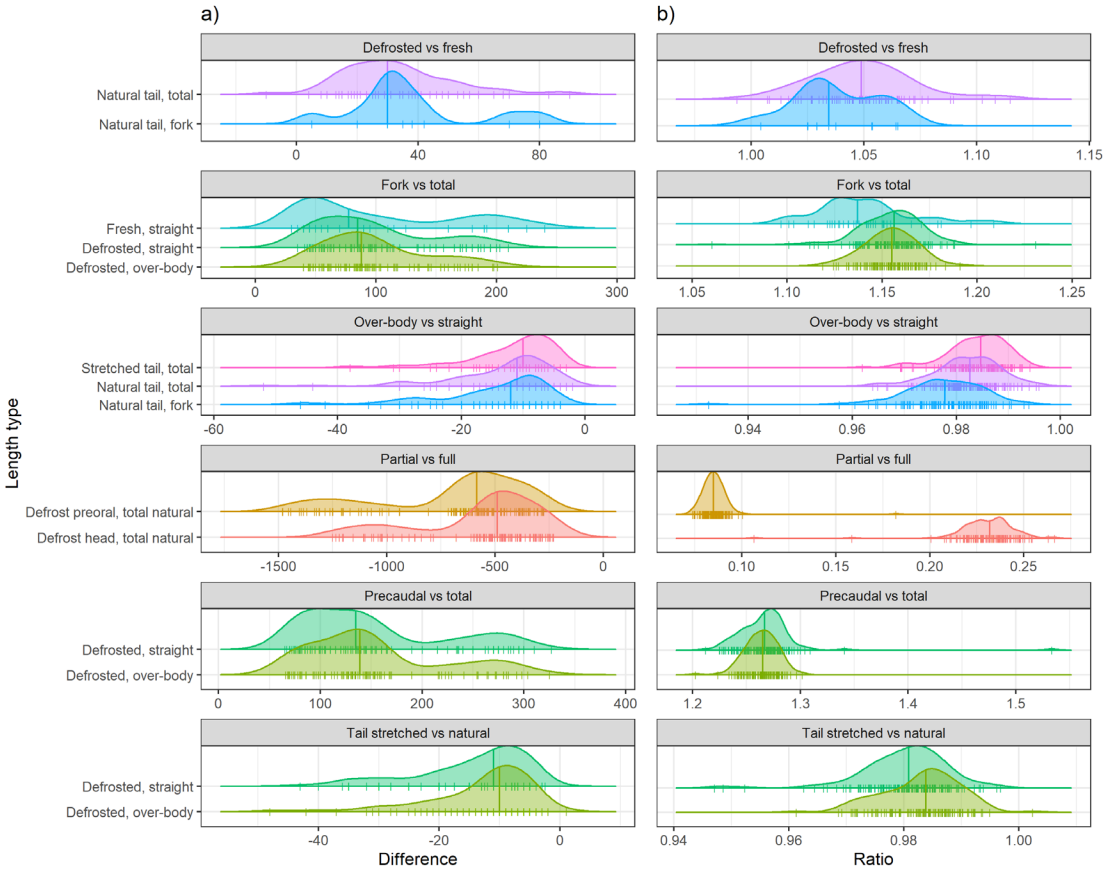 a)
b)
Length type
Defrosted vs fresh
Natural tail, total
Natural tail, fork
0 40 80
Defrosted vs fresh
1.00 1.05 1.10 1.15
Fork vs total
Fresh, straight
Defrosted, straight
Defrosted, over-body
0 100 200 300
Fork vs total
1.05 1.10 1.15 1.20 1.25
Over-body vs straight
Stretched tail, total
Natural tail, total
Natural tail, fork
-60 -40 -20 0
Over-body vs straight
0.94 0.96 0.98 1.00
Partial vs full
Defrost preoral, total natural
Defrost head, total natural
-1500 -1000 -500 0
Partial vs full
0.10 0.15 0.20 0.25
Precaudal vs total
Defrosted, straight
Defrosted, over-body
0 100 200 300 400
Precaudal vs total
1.2 1.3 1.4 1.5
Tail stretched vs natural
Defrosted, straight
Defrosted, over-body
-40 -20 0
Tail stretched vs natural
0.94 0.96 0.98 1.00
Difference
Ratio